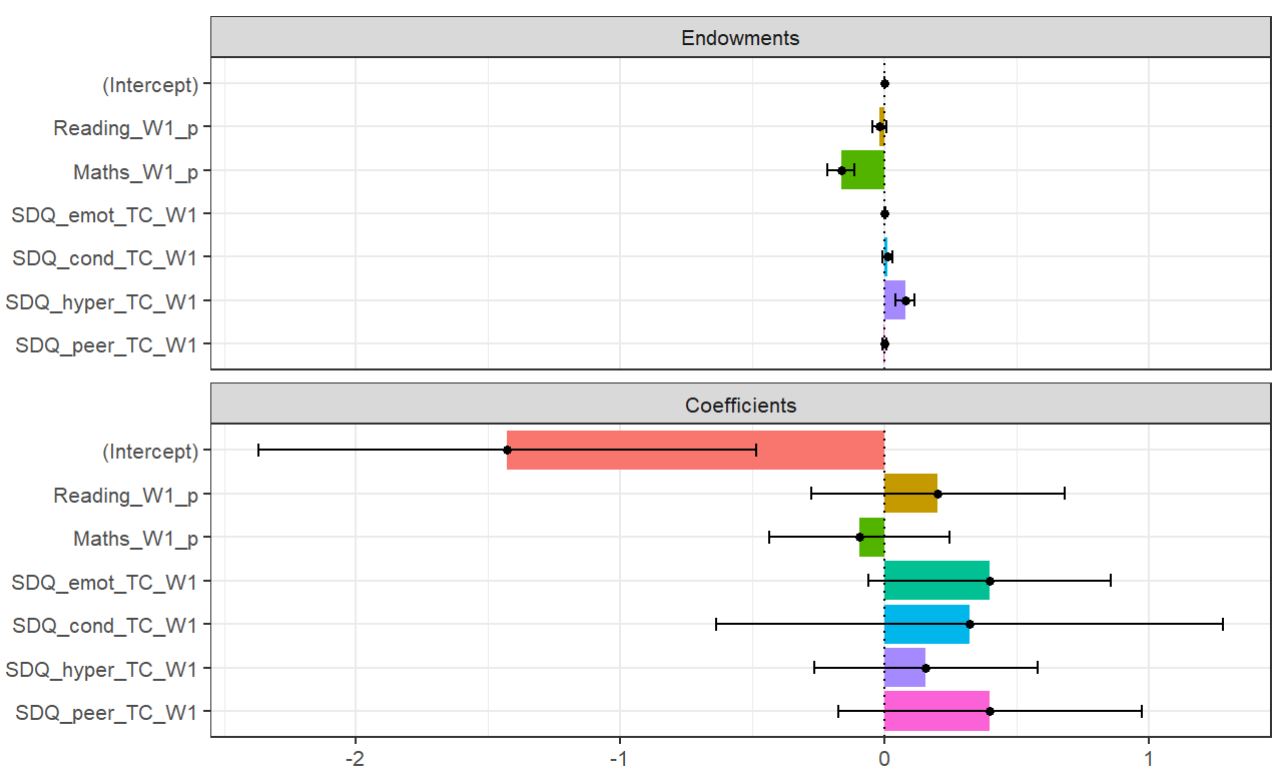 Endowments
(Intercept)
Reading_W1_p
Maths_W1_p
SDQ_emot_TC_W1
SDQ_cond_TC_W1
SDQ_hyper_TC_W1
SDQ_peer_TC_W1
Coefficients
(Intercept)
Reading_W1_p
Maths_W1_p
SDQ_emot_TC_W1
SDQ_cond_TC_W1
SDQ_hyper_TC_W1
SDQ_peer_TC_W1
-2 -1 0 1